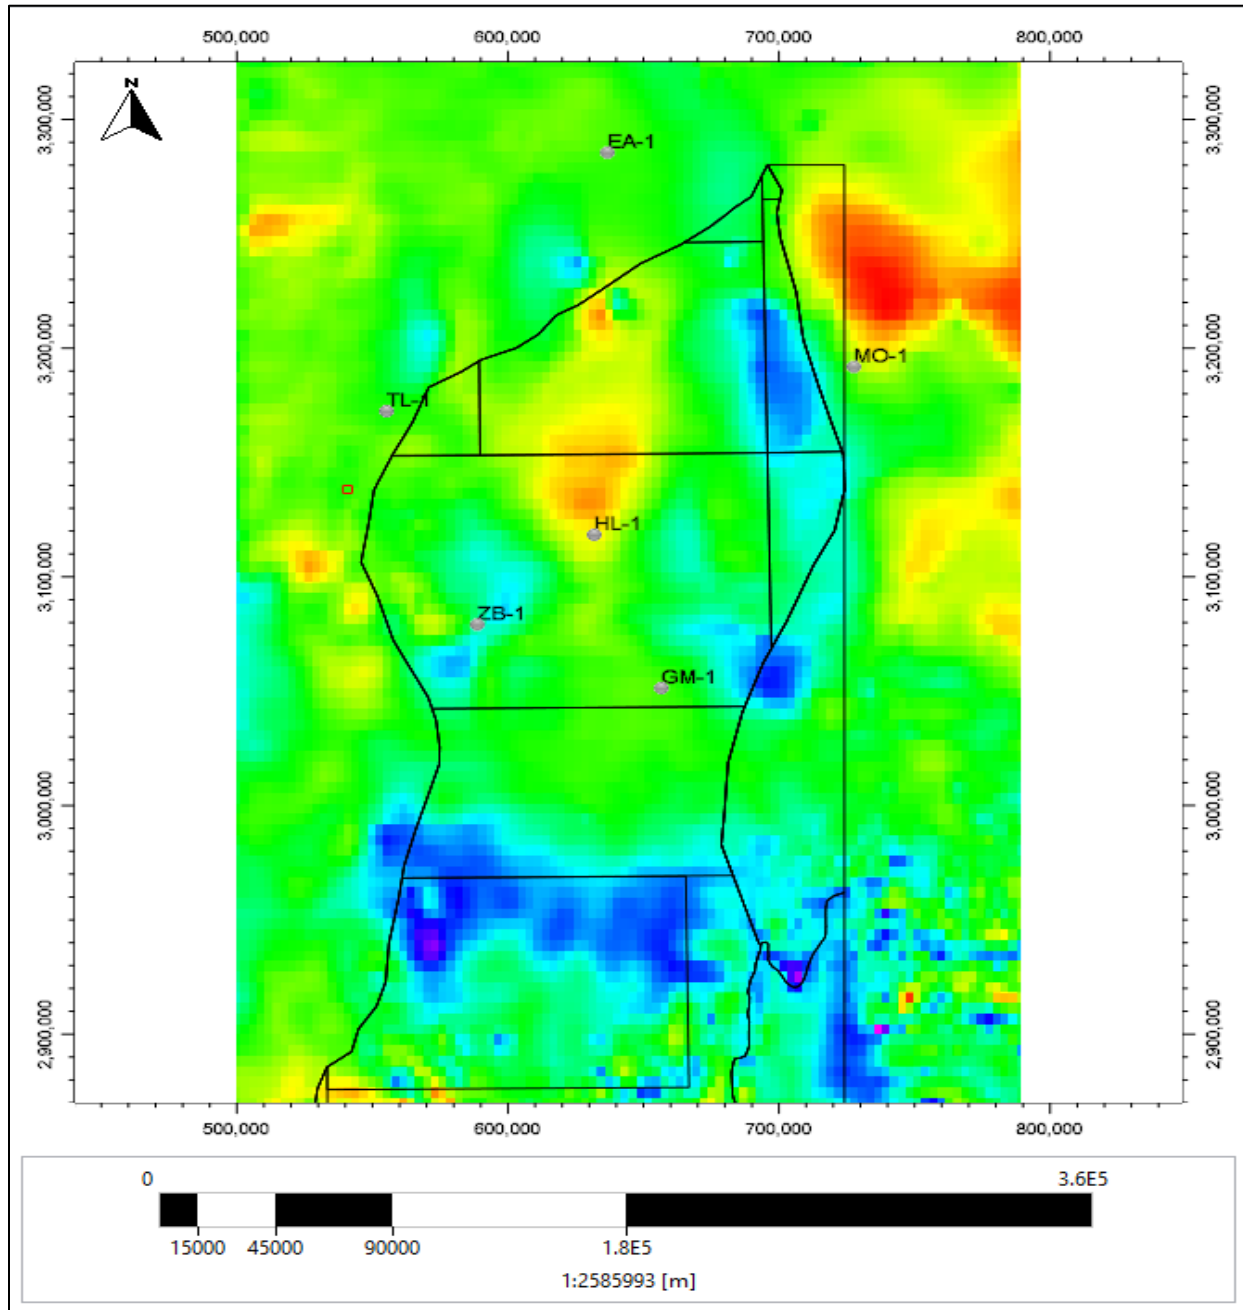 500,000 600,000 700,000 800,000
N
3,300,000 3,300,000
EA-1
3,200,000 3,200,000
MO-1
TL-1
HL-1
3,100,000 3,100,000
ZB-1
GM-1
3,000,000 3,000,000
2,900,000 2,900,000
500,000 600,000 700,000 800,000
0 3.6E5
15000 45000 90000 1.8E5
1:2585993 [m]